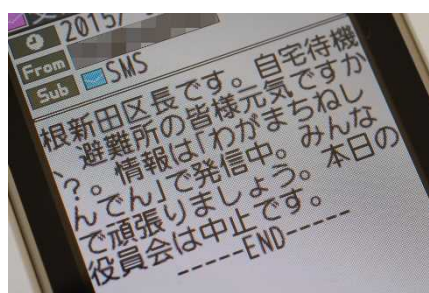 2015/
From
Sub SMS
根新田区長です。自宅待機
、避難所の皆様元気ですか
?。情報は「わがまちねし
んでん」で発信中。みんな
で頑張りましょう。本日の
役員会は中止です。
-----END-----